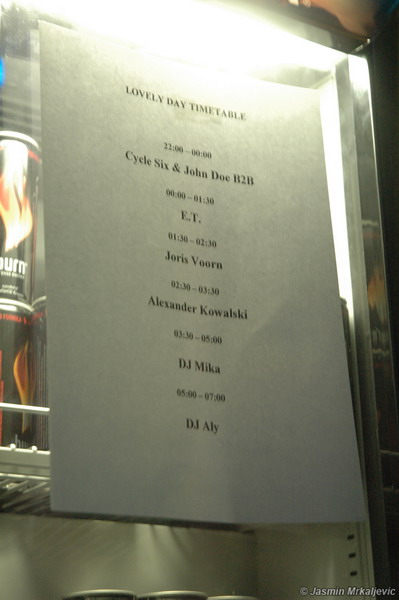 LOVELY DAY TIMETABLE
22:00 – 00:00
Cycle Six & John Doe B2B
00:00 – 01:30
E.T.
01:30 – 02:30
Joris Voorn
02:30 – 03:30
Alexander Kowalski
03:30 – 05:00
DJ Mika
05:00 – 07:00
DJ Aly
burn
© Jasmin Mrkaljevic